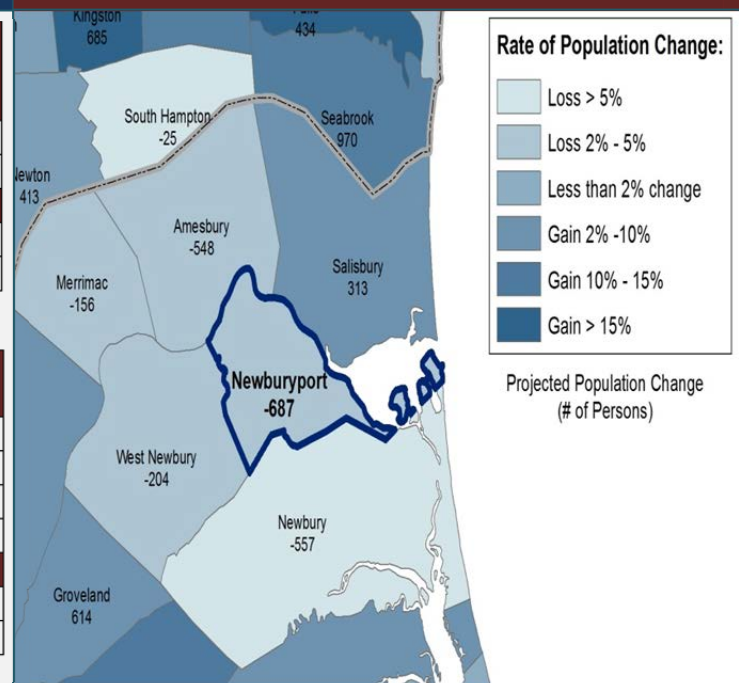 Kingston
685
434
South Hampton
-25
Seabrook
970
Newton
413
Amesbury
-548
Salisbury
313
Merrimac
-156
Newburyport
-687
West Newbury
-204
Newbury
-557
Groveland
614
Rate of Population Change:
Loss > 5%
Loss 2% - 5%
Less than 2% change
Gain 2% -10%
Gain 10% - 15%
Gain > 15%
Projected Population Change
(# of Persons)